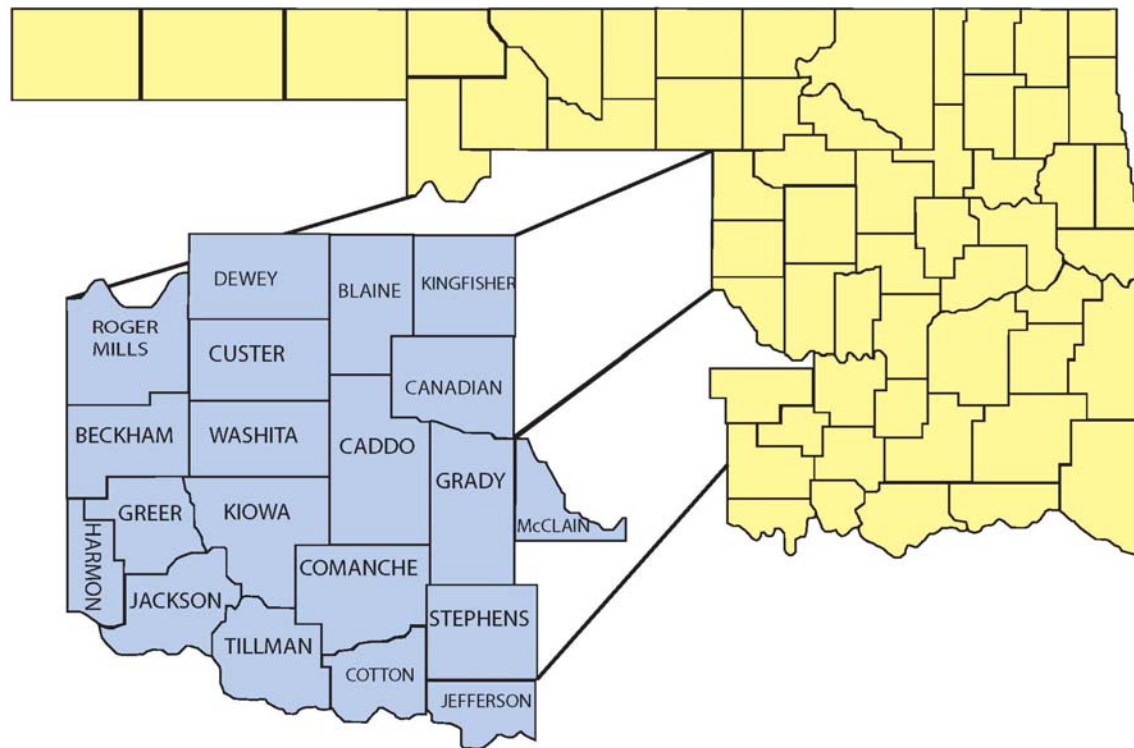 DEWEY
BLAINE
KINGFISHER
ROGER
MILLS
CUSTER
CANADIAN
BECKHAM
WASHITA
CADDO
GRADY
GREER
KIOWA
HARMON
McCLAIN
COMANCHE
JACKSON
STEPHENS
TILLMAN
COTTON
JEFFERSON